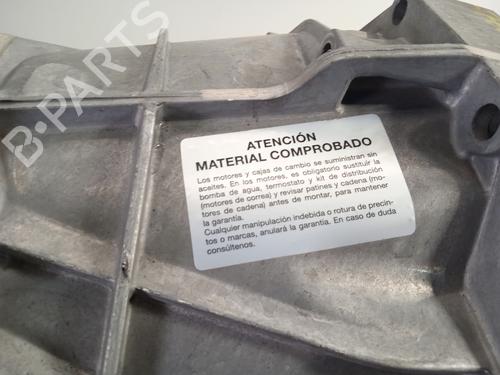 B-PARTS
ATENCIÓN
MATERIAL COMPROBADO
Los motores y cajas de cambio se suministran sin
aceites. En los motores, es obligatorio sustituir la
bomba de agua, termostato y kit de distribución
(motores de correa) y revisar patines y cadena (mo-
tores de cadena) antes de montar, para mantener
la garantía.
Cualquier manipulación indebida o rotura de precin-
tos o marcas, anulará la garantía. En caso de duda
consúltenos.